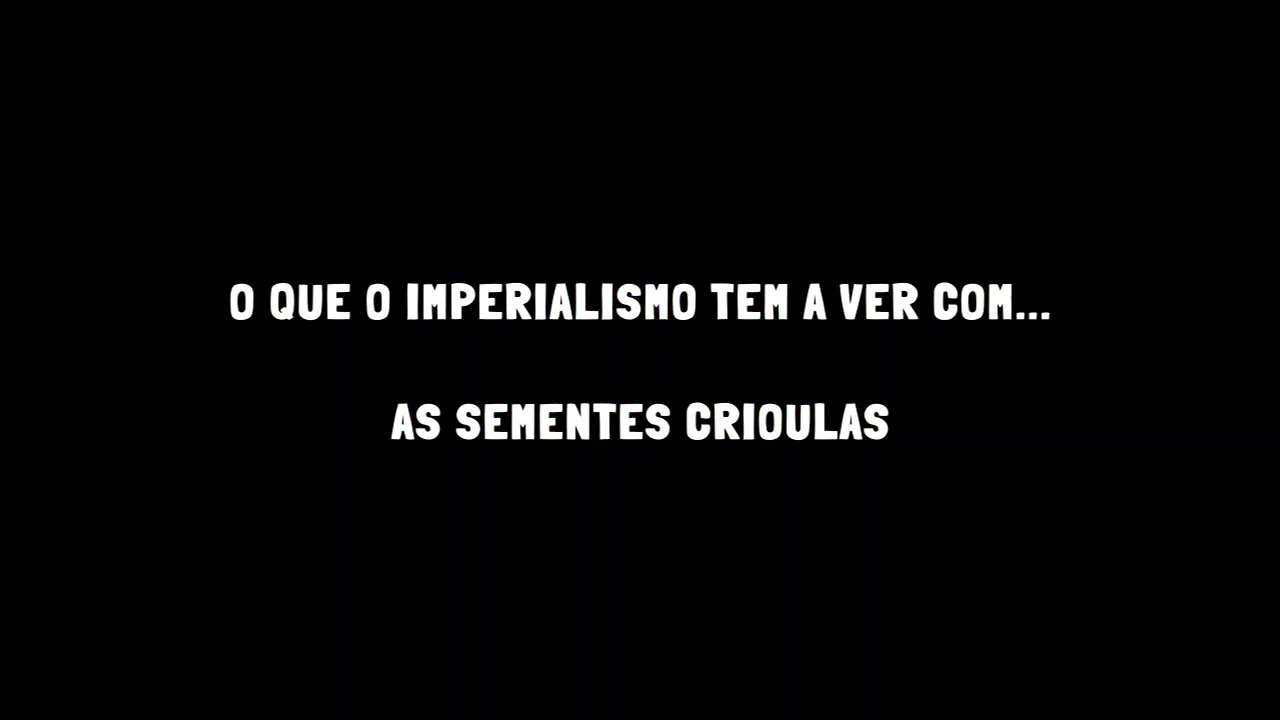 O QUE O IMPERIALISMO TEM A VER COM...
AS SEMENTES CRIOULAS